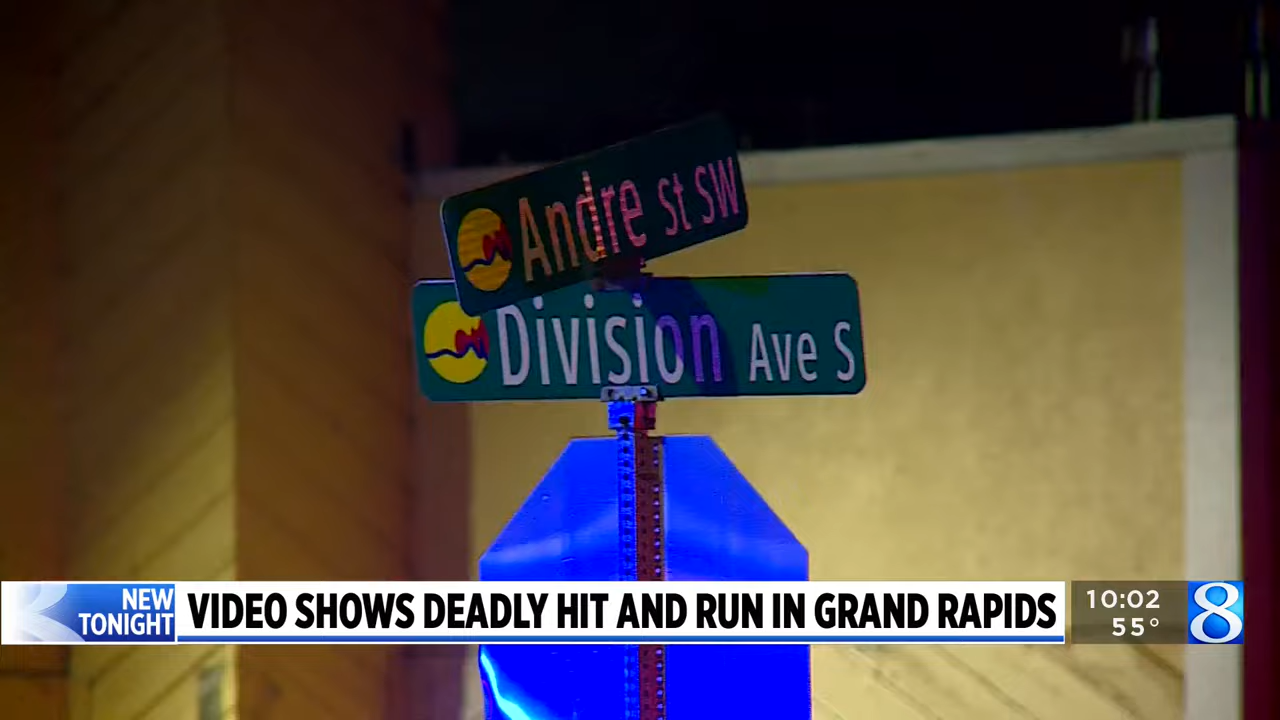 Andre St SW
Division Ave S
NEW
TONIGHT
VIDEO SHOWS DEADLY HIT AND RUN IN GRAND RAPIDS
10:02
55°
8